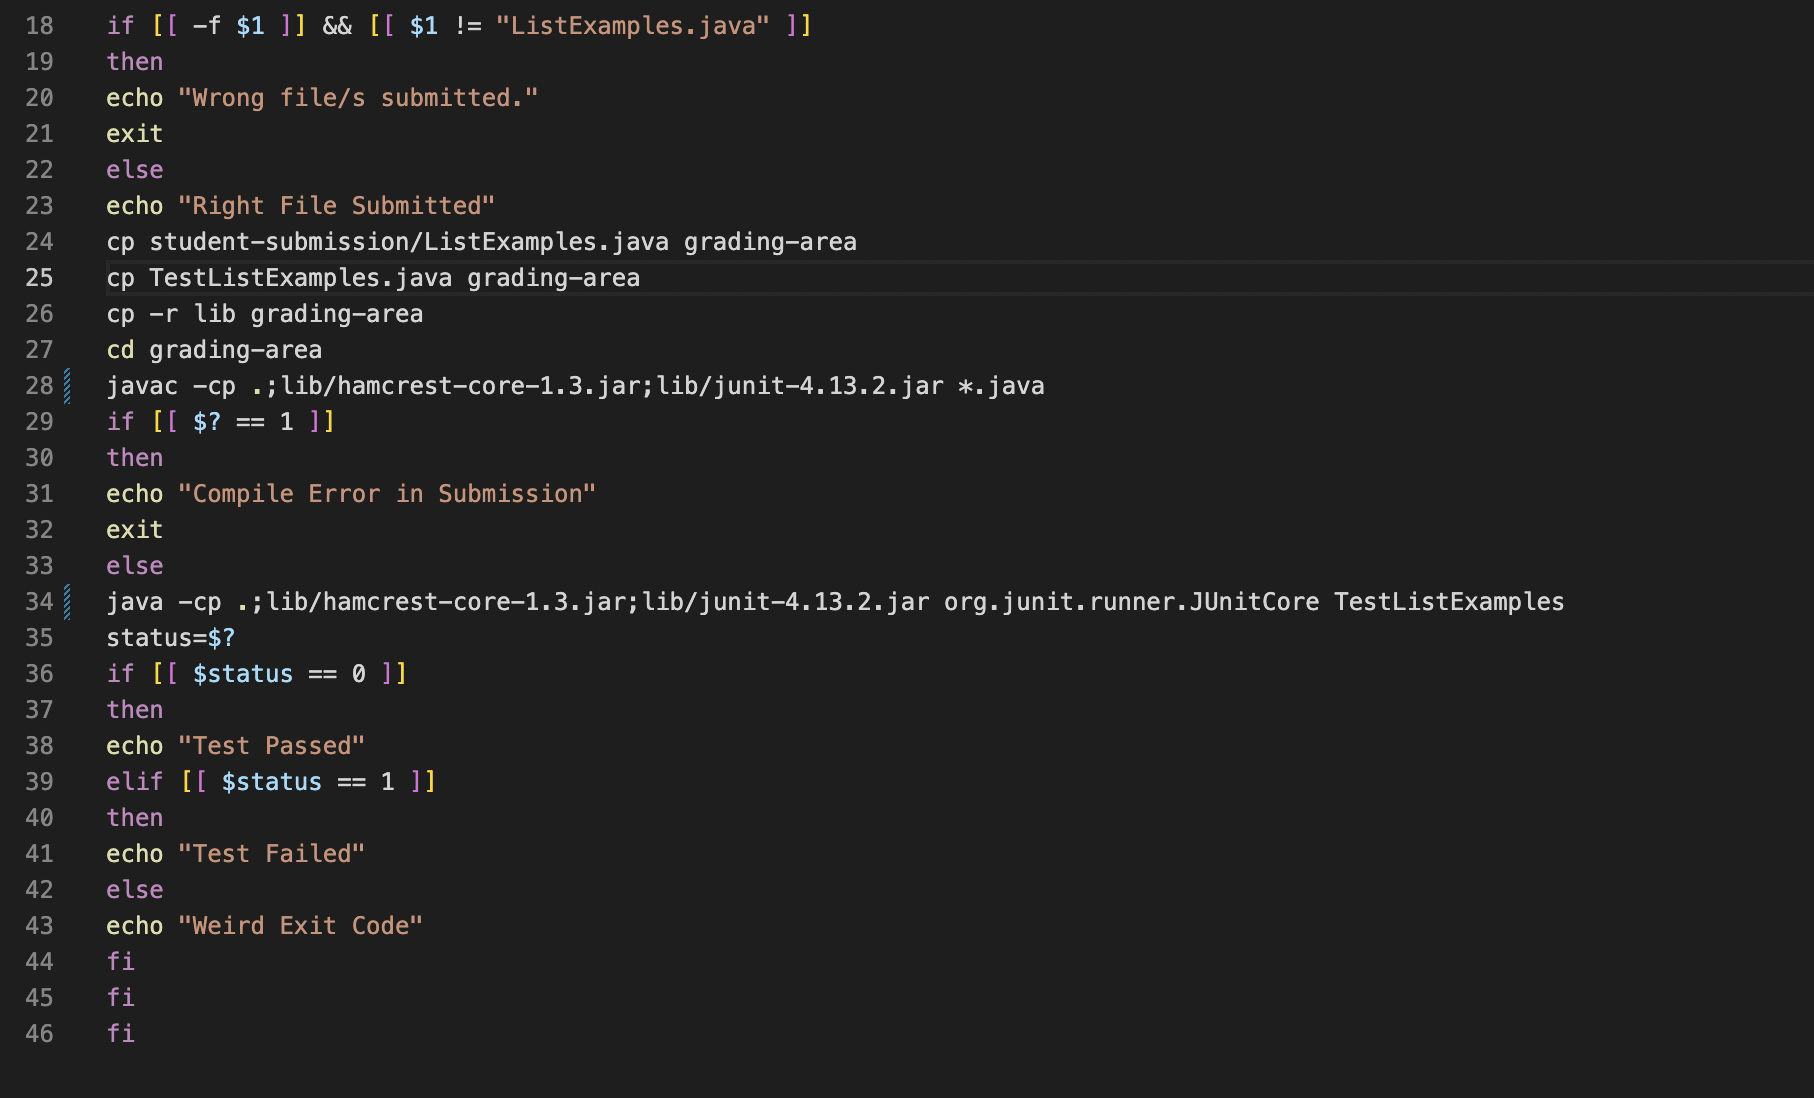 18 if [[ -f $1 ]] && [[ $1 != "ListExamples.java" ]]
19 then
20 echo "Wrong file/s submitted."
21 exit
22 else
23 echo "Right File Submitted"
24 cp student-submission/ListExamples.java grading-area
25 cp TestListExamples.java grading-area
26 cp -r lib grading-area
27 cd grading-area
28 javac -cp .;lib/hamcrest-core-1.3.jar;lib/junit-4.13.2.jar *.java
29 if [[ $? == 1 ]]
30 then
31 echo "Compile Error in Submission"
32 exit
33 else
34 java -cp .;lib/hamcrest-core-1.3.jar;lib/junit-4.13.2.jar org.junit.runner.JUnitCore TestListExamples
35 status=$?
36 if [[ $status == 0 ]]
37 then
38 echo "Test Passed"
39 elif [[ $status == 1 ]]
40 then
41 echo "Test Failed"
42 else
43 echo "Weird Exit Code"
44 fi
45 fi
46 fi